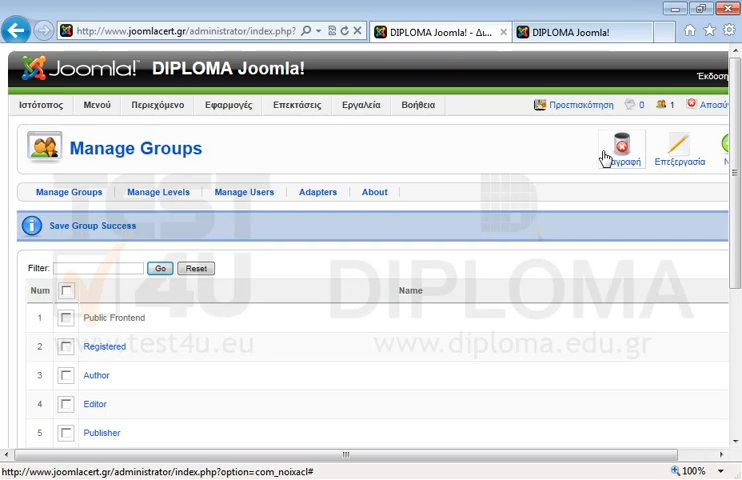 http://www.joomlacert.gr/administrator/index.php?
DIPLOMA Joomla! - Δι...
DIPLOMA Joomla!
Joomla! DIPLOMA Joomla!
Έκδοση
Ιστότοπος Μενού Περιεχόμενο Εφαρμογές Επεκτάσεις Εργαλεία Βοήθεια
Προεπισκόπηση 0 1 Αποσύ
Manage Groups
Επεξεργασία
N
Manage Groups Manage Levels Manage Users Adapters About
Save Group Success
TEST
4U
DIPLOMA
www.test4u.eu
www.diploma.edu.gr
Filter: Go Reset
Num Name
1 Public Frontend
2 Registered
3 Author
4 Editor
5 Publisher
http://www.joomlacert.gr/administrator/index.php?option=com_noixacl#
100%